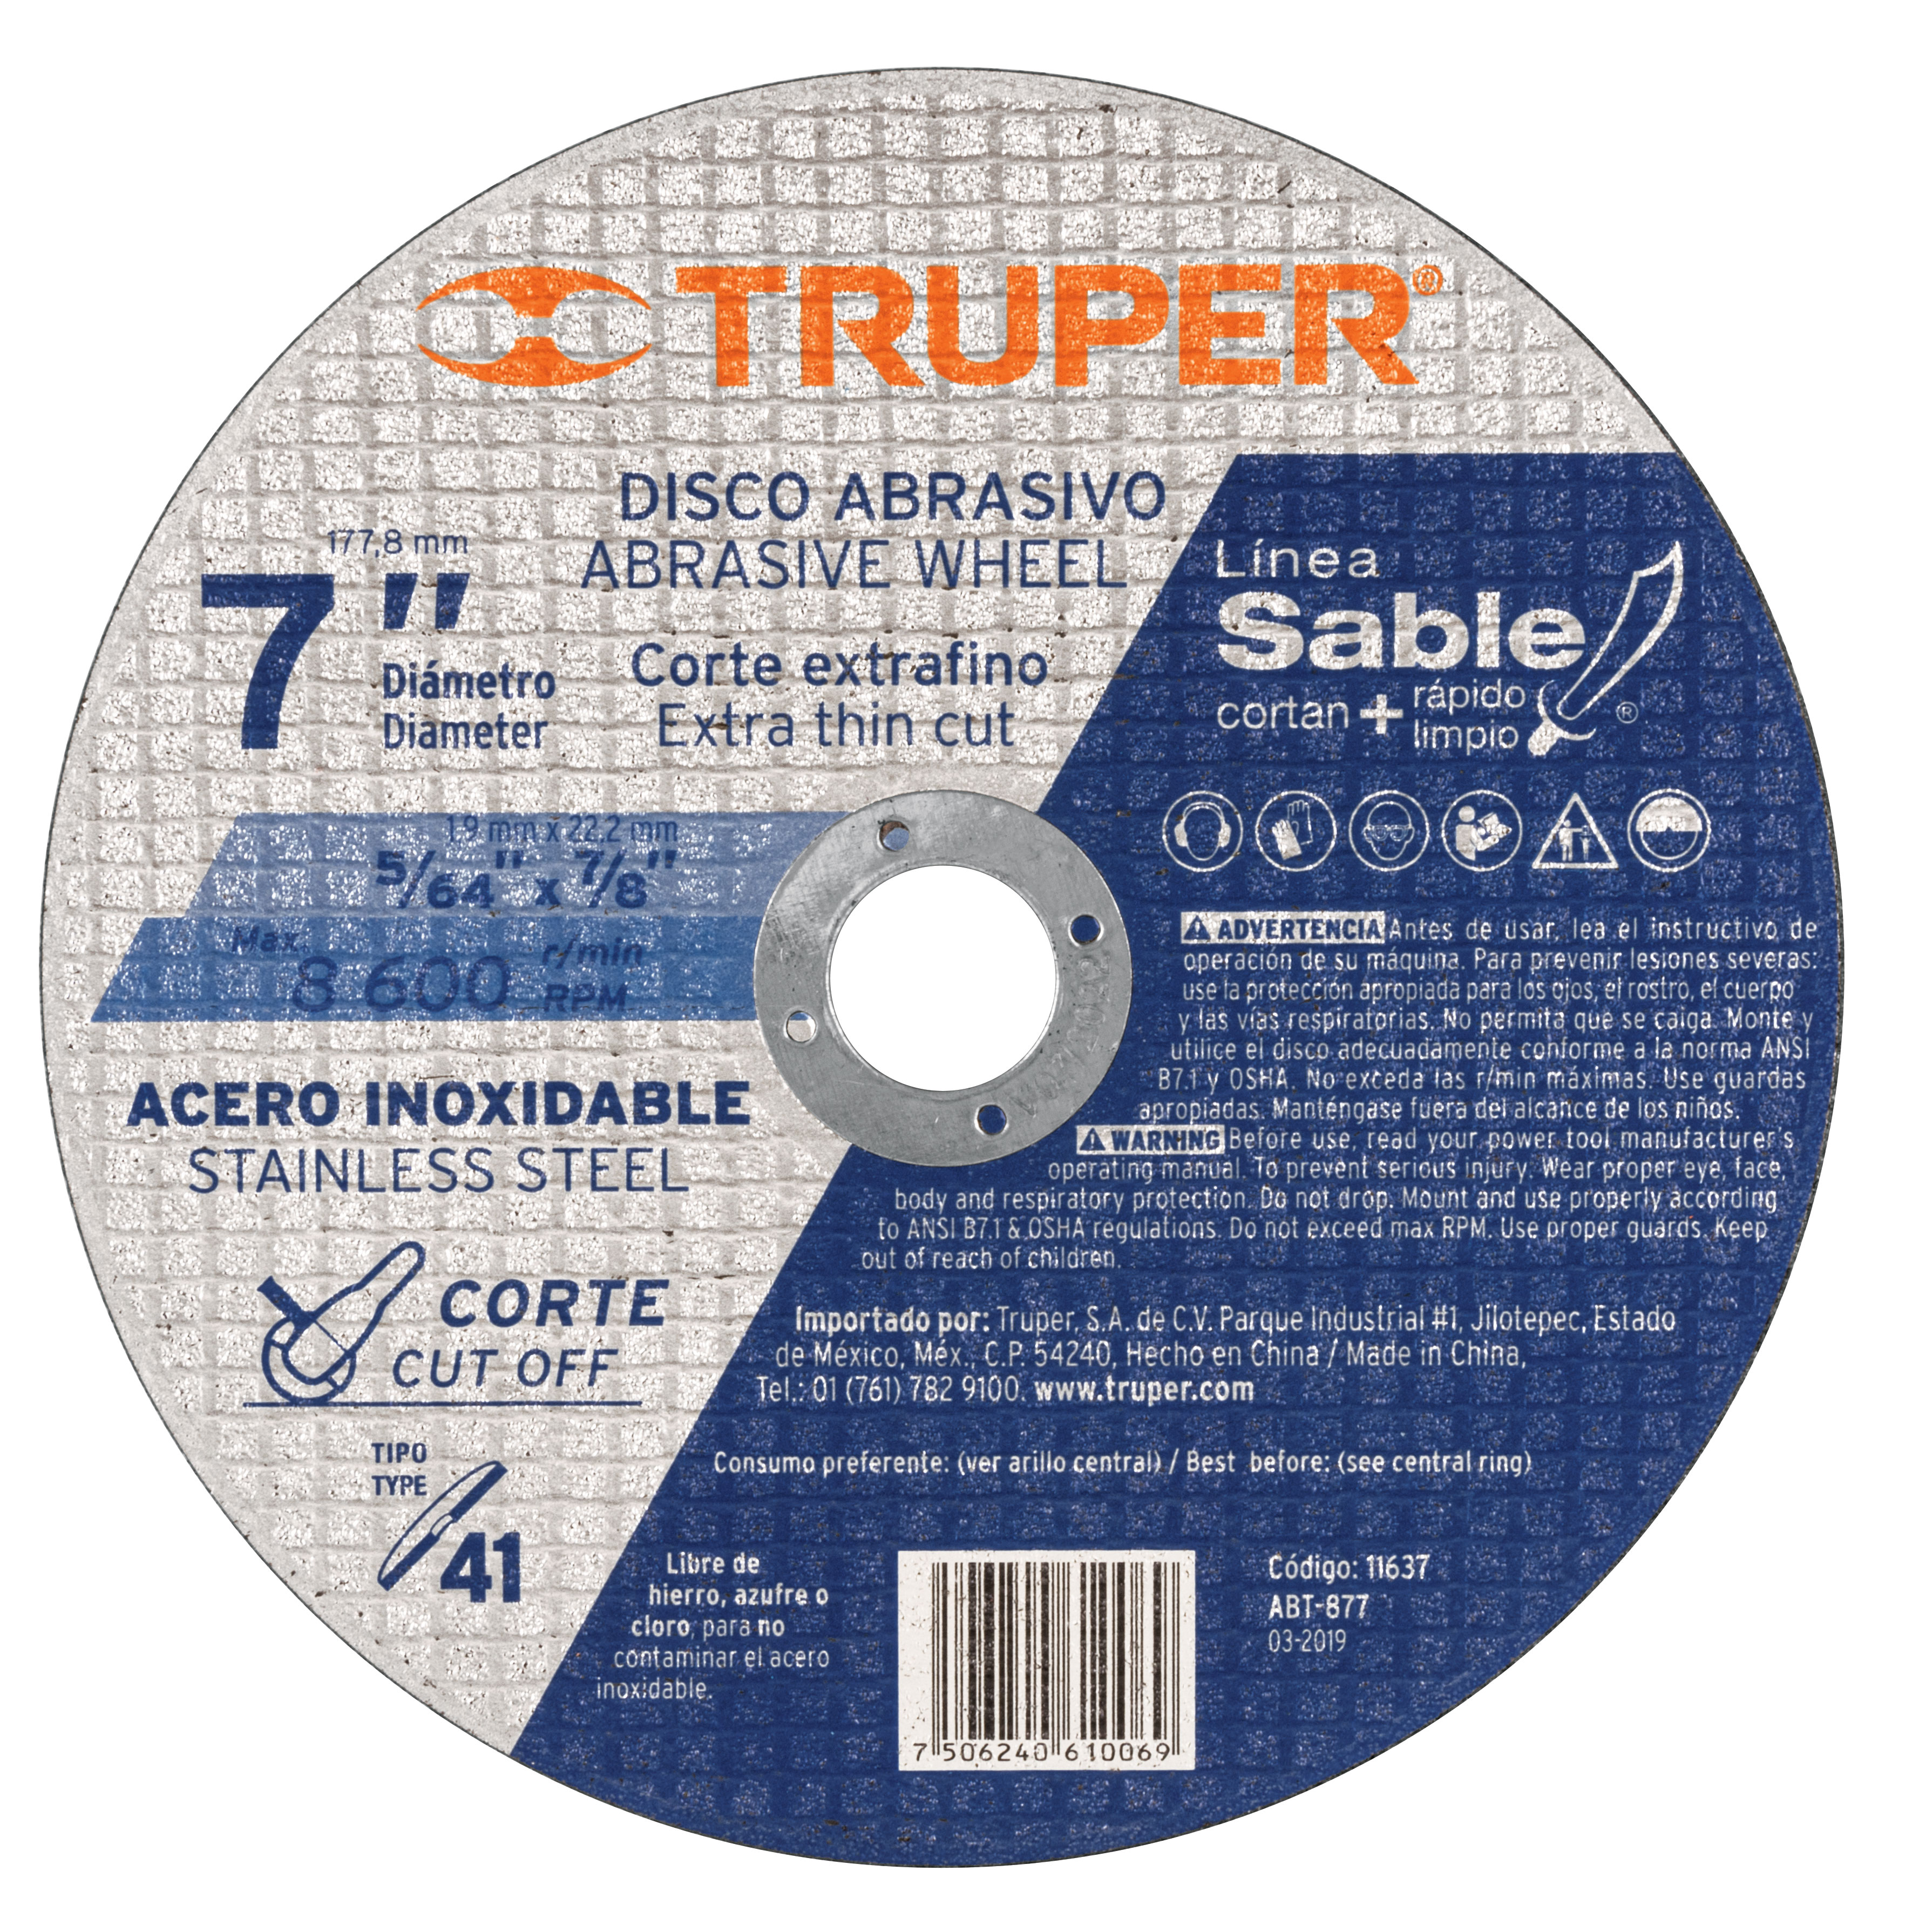 TRUPER®
DISCO ABRASIVO
ABRASIVE WHEEL
177,8 mm
7"
Diámetro
Diameter
Corte extrafino
Extra thin cut
Línea
Sable
cortan + rápido
limpio ®
1.9 mm x 22.2 mm
5/64" x 7/8"
Max.
8 600 r/min
RPM
ACERO INOXIDABLE
STAINLESS STEEL
CORTE
CUT OFF
TIPO
TYPE
41
ADVERTENCIA Antes de usar, lea el instructivo de
operación de su máquina. Para prevenir lesiones severas:
use la protección apropiada para los ojos, el rostro, el cuerpo
y las vías respiratorias. No permita que se caiga. Monte y
utilice el disco adecuadamente conforme a la norma ANSI
B7.1 y OSHA. No exceda las r/min máximas. Use guardas
apropiadas. Manténgase fuera del alcance de los niños.
WARNING Before use, read your power tool manufacturer's
operating manual. To prevent serious injury. Wear proper eye, face,
body and respiratory protection. Do not drop. Mount and use properly according
to ANSI B7.1 & OSHA regulations. Do not exceed max RPM. Use proper guards. Keep
out of reach of children.
Importado por: Truper, S.A. de C.V. Parque Industrial #1, Jilotepec, Estado
de México, Méx., C.P. 54240, Hecho en China / Made in China,
Tel.: 01 (761) 782 9100. www.truper.com
Consumo preferente: (ver arillo central) / Best before: (see central ring)
Libre de
hierro, azufre o
cloro, para no
contaminar el acero
inoxidable.
7 506240 610069
Código: 11637
ABT-877
03-2019